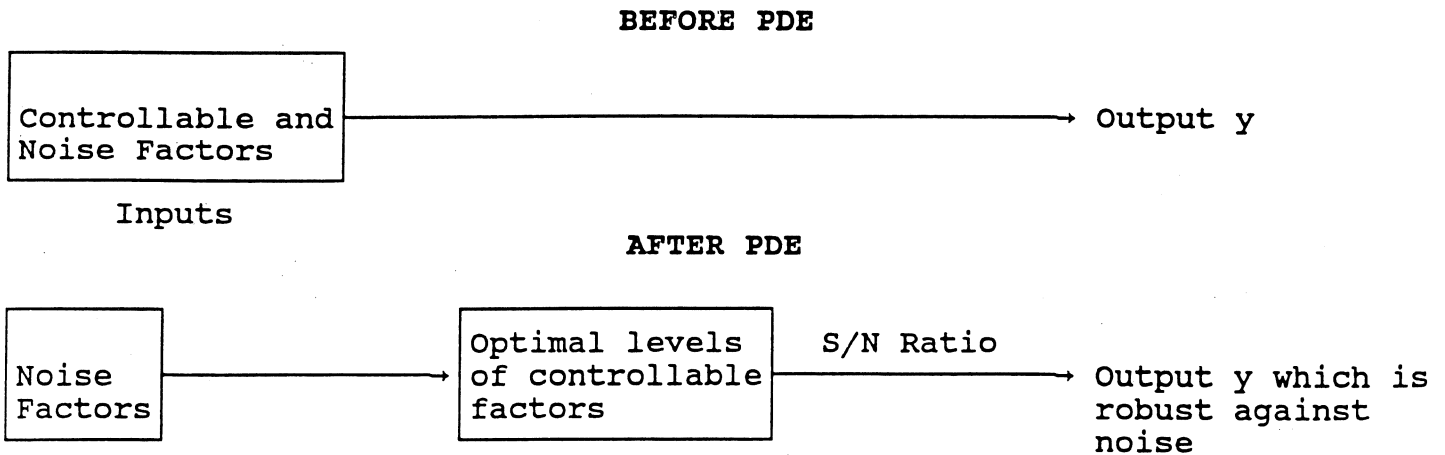 BEFORE PDE
Controllable and
Noise Factors
Output y
Inputs
AFTER PDE
Noise
Factors
Optimal levels
of controllable
factors
S/N Ratio
Output y which is
robust against
noise